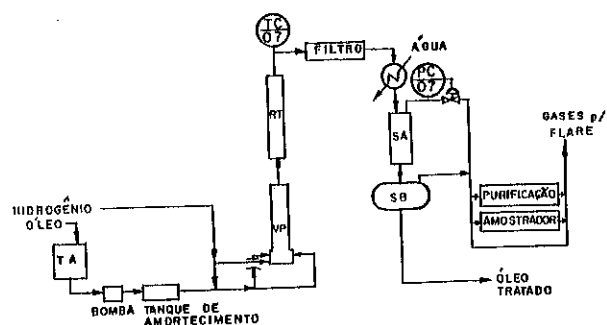 TC
07
FILTRO
ÁGUA
PC
07
RT
SA
GASES p/
FLARE
SB
PURIFICAÇÃO
AMOSTRADOR
VP
HIDROGÊNIO
ÓLEO
TA
BOMBA
TANQUE DE
AMORTECIMENTO
ÓLEO
TRATADO